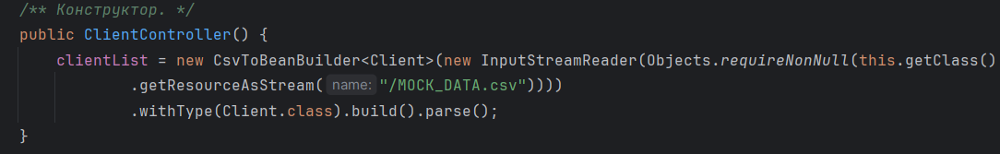 /** Конструктор. */
public ClientController() {
clientList = new CsvToBeanBuilder<Client>(new InputStreamReader(Objects.requireNonNull(this.getClass()
.getResourceAsStream( name: "/MOCK_DATA.csv"))))
.withType(Client.class).build().parse();
}